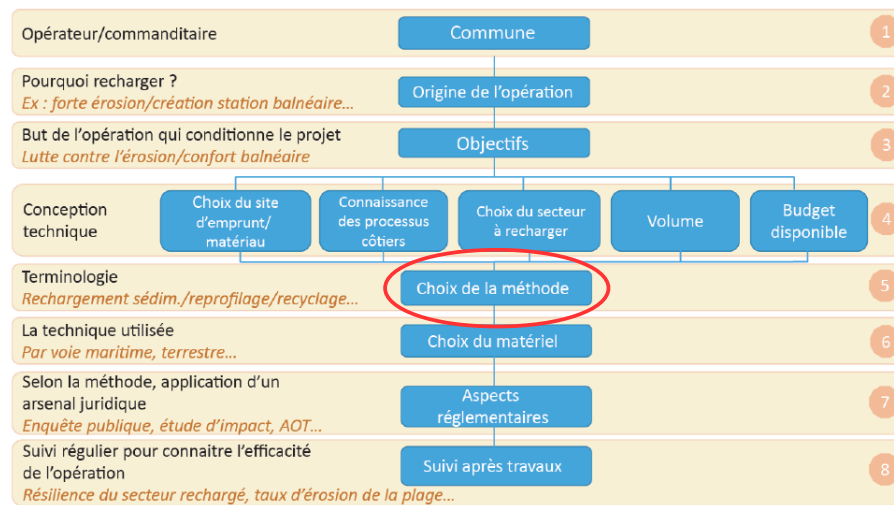 Opérateur/commanditaire
Commune
1
Pourquoi recharger ?
Ex : forte érosion/création station balnéaire...
Origine de l'opération
2
But de l'opération qui conditionne le projet
Lutte contre l'érosion/confort balnéaire
Objectifs
3
Conception
technique
Choix du site
d'emprunt/
matériau
Connaissance
des processus
côtiers
Choix du secteur
à recharger
Volume
Budget
disponible
4
Terminologie
Rechargement sédim./reprofilage/recyclage...
Choix de la méthode
5
La technique utilisée
Par voie maritime, terrestre...
Choix du matériel
6
Selon la méthode, application d'un
arsenal juridique
Enquête publique, étude d'impact, AOT...
Aspects
réglementaires
7
Suivi régulier pour connaitre l'efficacité
de l'opération
Résilience du secteur rechargé, taux d'érosion de la plage...
Suivi après travaux
8